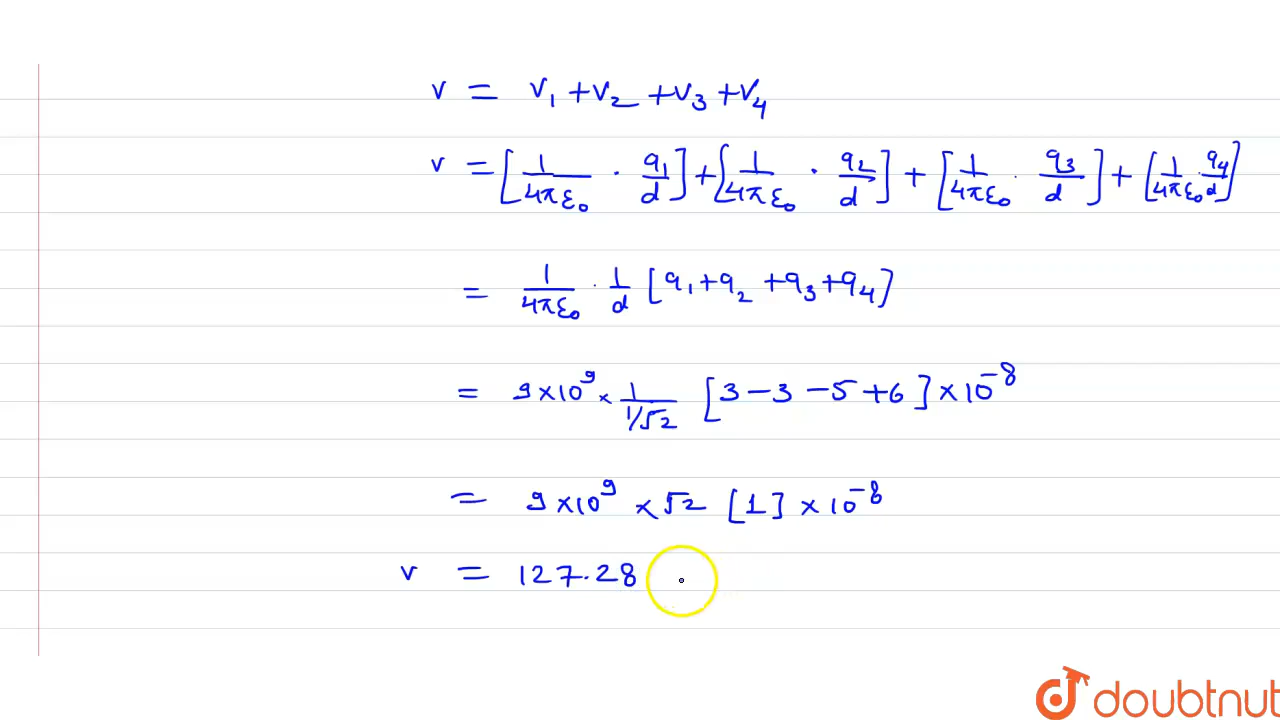 v = v₁ + v₂ + v₃ + v₄
v = [1/4πε₀ · q₁/d] + [1/4πε₀ · q₂/d] + [1/4πε₀ · q₃/d] + [1/4πε₀ · q₄/d]
= 1/4πε₀ · 1/d [q₁ + q₂ + q₃ + q₄]
= 9×10⁹ × 1/(1/√2) [3 − 3 − 5 + 6] × 10⁻⁸
= 9×10⁹ × √2 [1] × 10⁻⁸
v = 127.28
doubtnut